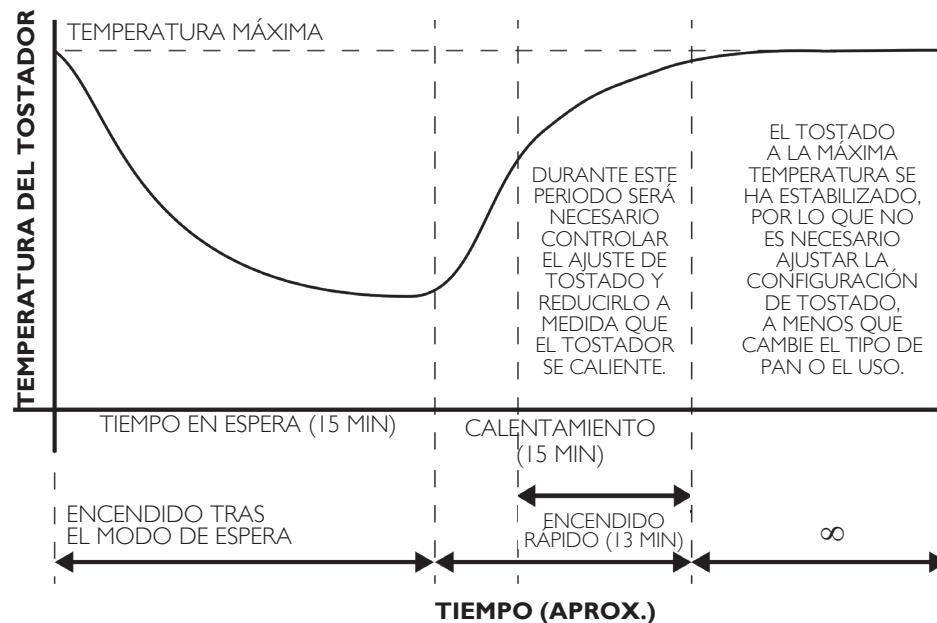 TEMPERATURA DEL TOSTADOR
TEMPERATURA MÁXIMA
DURANTE ESTE
PERIODO SERÁ
NECESARIO
CONTROLAR
EL AJUSTE DE
TOSTADO Y
REDUCIRLO A
MEDIDA QUE
EL TOSTADOR
SE CALIENTE.
EL TOSTADO
A LA MÁXIMA
TEMPERATURA SE
HA ESTABILIZADO,
POR LO QUE NO
ES NECESARIO
AJUSTAR LA
CONFIGURACIÓN
DE TOSTADO,
A MENOS QUE
CAMBIE EL TIPO DE
PAN O EL USO.
TIEMPO EN ESPERA (15 MIN)
CALENTAMIENTO
(15 MIN)
ENCENDIDO TRAS
EL MODO DE ESPERA
ENCENDIDO
RÁPIDO (13 MIN)
∞
TIEMPO (APROX.)